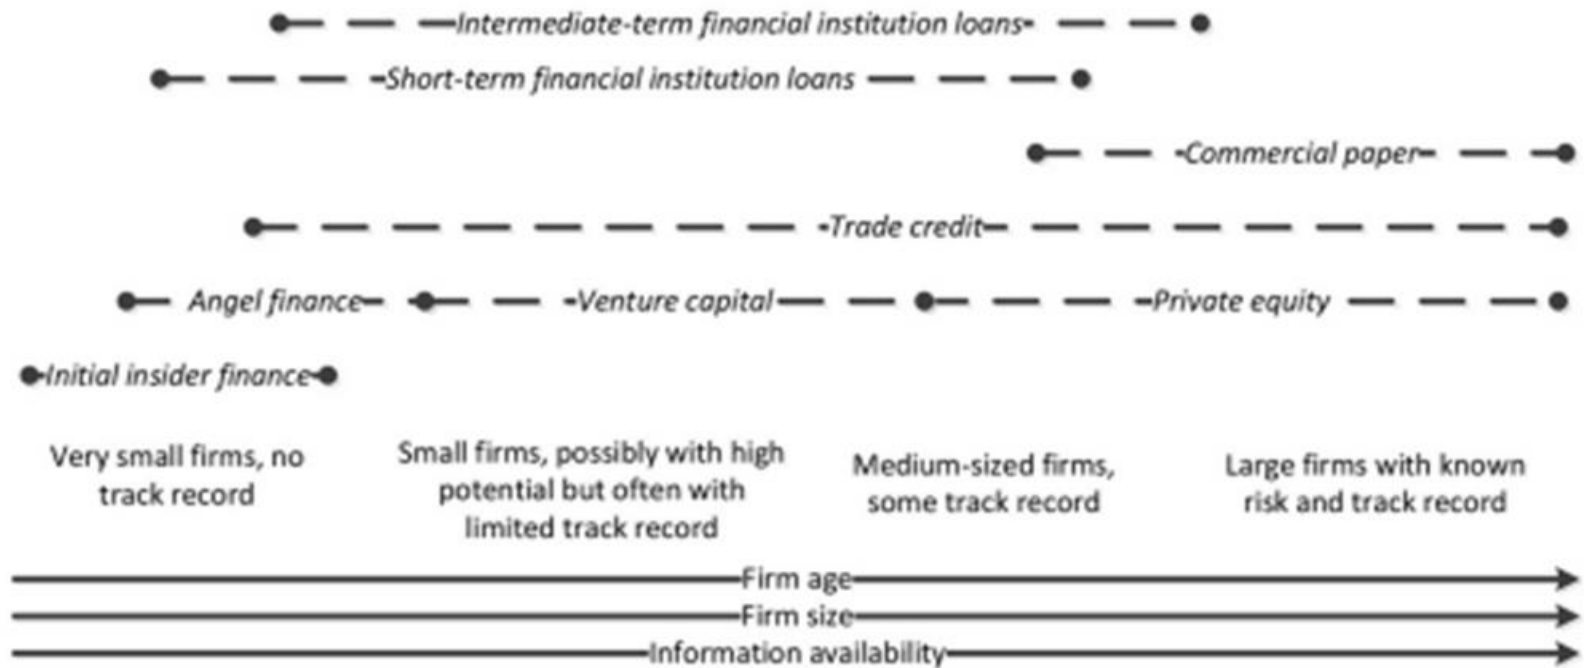 Intermediate-term financial institution loans
Short-term financial institution loans
Commercial paper
Trade credit
Angel finance
Venture capital
Private equity
Initial insider finance
Very small firms, no
track record
Small firms, possibly with high
potential but often with
limited track record
Medium-sized firms,
some track record
Large firms with known
risk and track record
Firm age
Firm size
Information availability